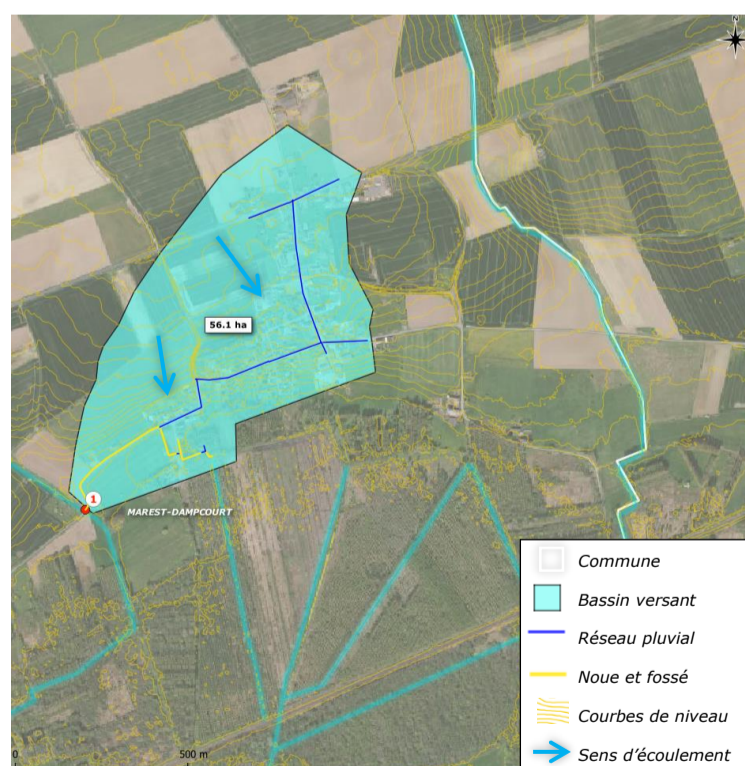 N
56.1 ha
1
MAREST-DAMPCOURT
Commune
Bassin versant
Réseau pluvial
Noue et fossé
Courbes de niveau
Sens d'écoulement
0 500 m